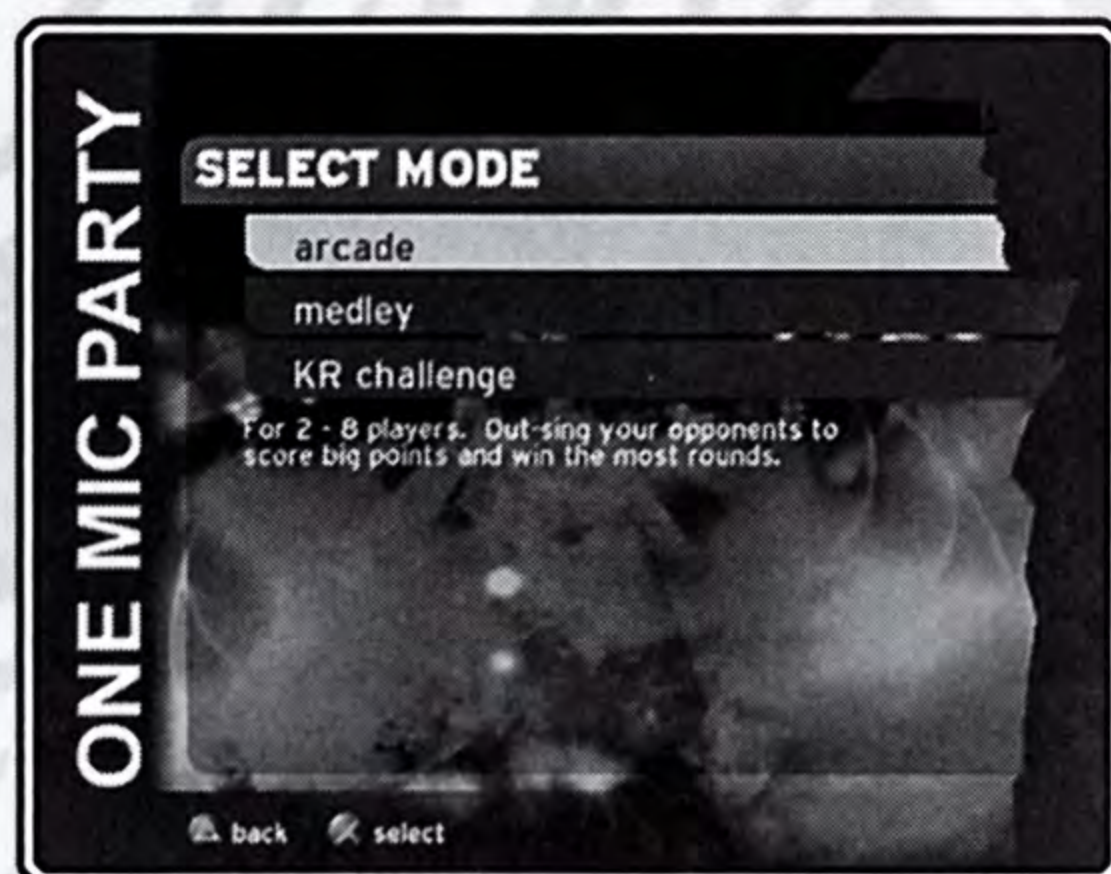 ONE MIC PARTY
SELECT MODE
arcade
medley
KR challenge
For 2 - 8 players. Out-sing your opponents to
score big points and win the most rounds.
back select